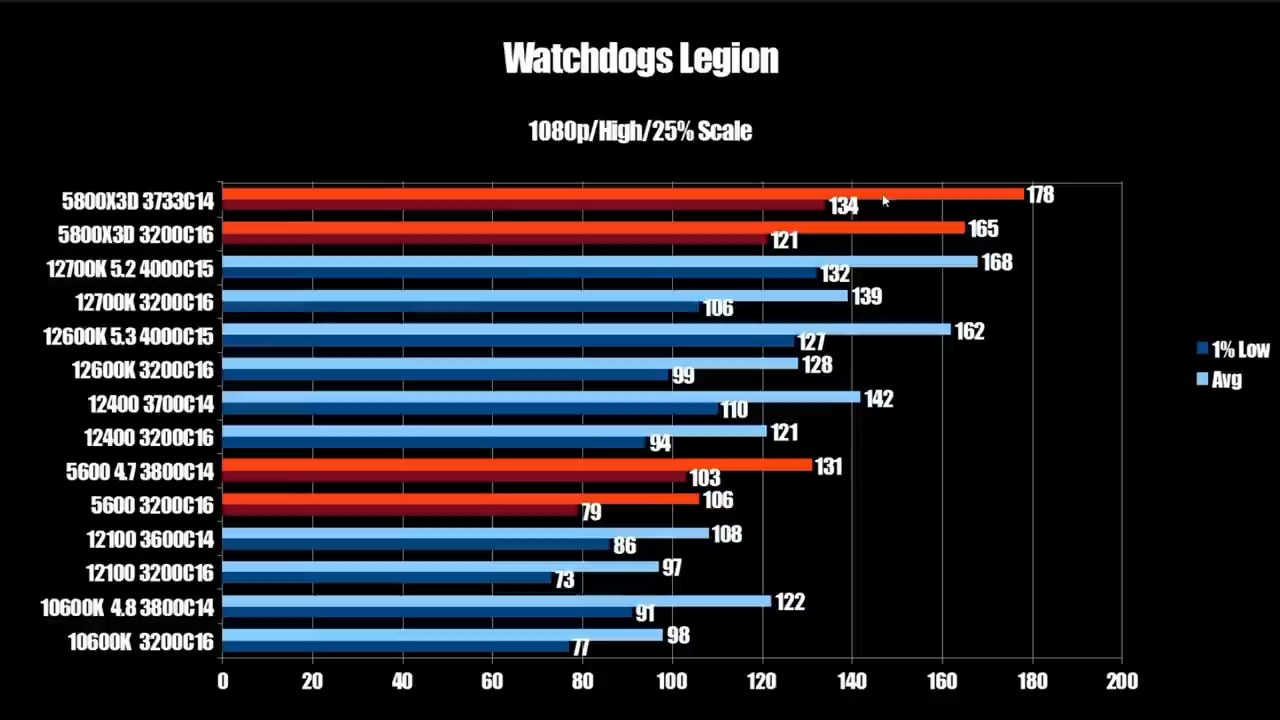 Watchdogs Legion
1080p/High/25% Scale
5800X3D 3733C14 178
134
5800X3D 3200C16 165
121
12700K 5.2 4000C15 168
132
12700K 3200C16 139
106
12600K 5.3 4000C15 162
127
12600K 3200C16 128
99
12400 3700C14 142
110
12400 3200C16 121
94
5600 4.7 3800C14 131
103
5600 3200C16 106
79
12100 3600C14 108
86
12100 3200C16 97
73
10600K 4.8 3800C14 122
91
10600K 3200C16 98
77
0 20 40 60 80 100 120 140 160 180 200
1% Low
Avg